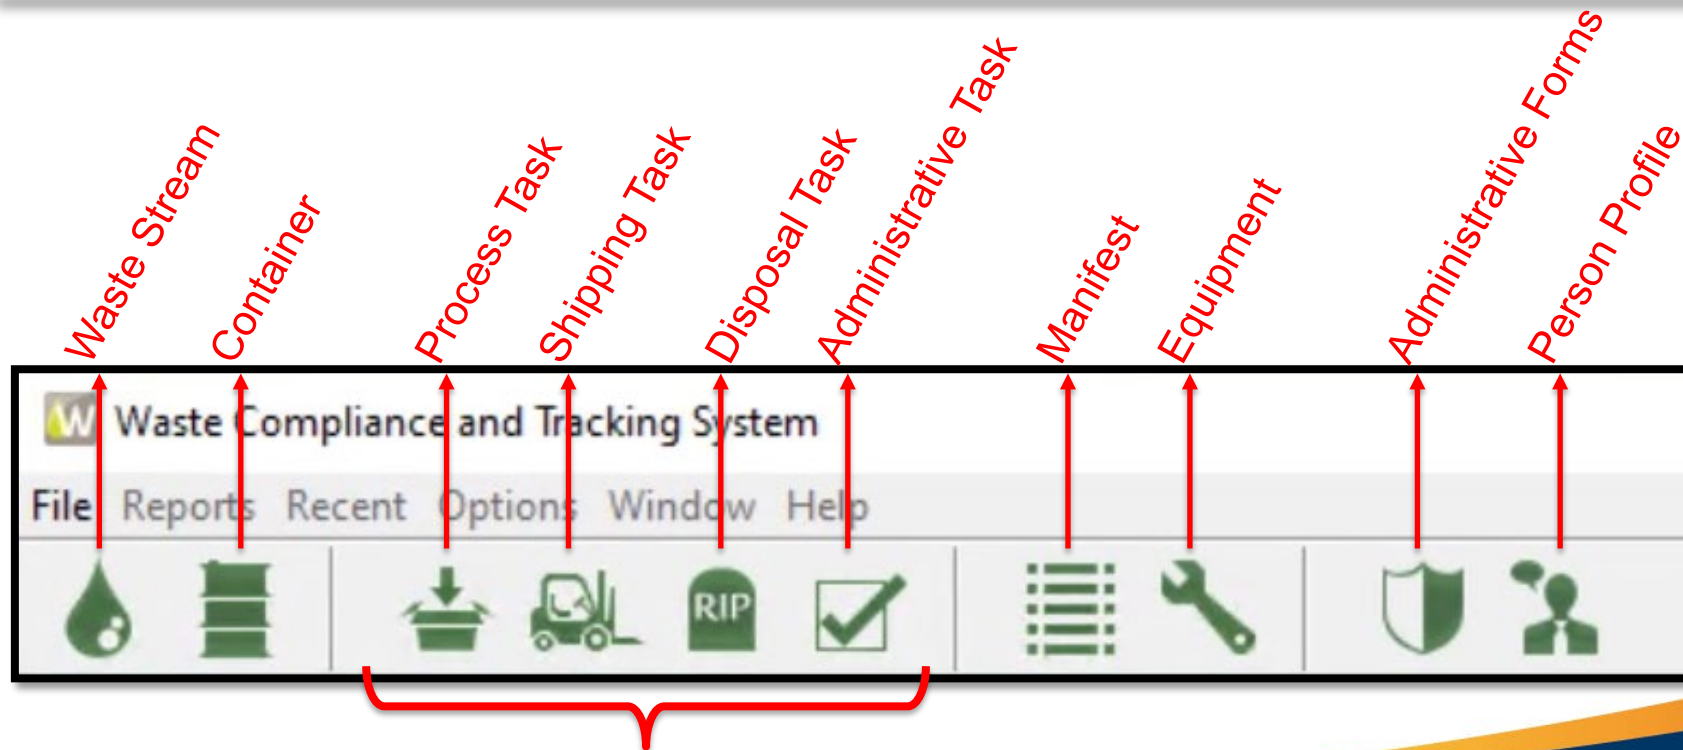 Waste Stream
Container
Process Task
Shipping Task
Disposal Task
Administrative Task
Manifest
Equipment
Administrative Forms
Person Profile
W Waste Compliance and Tracking System
File Reports Recent Options Window Help
RIP